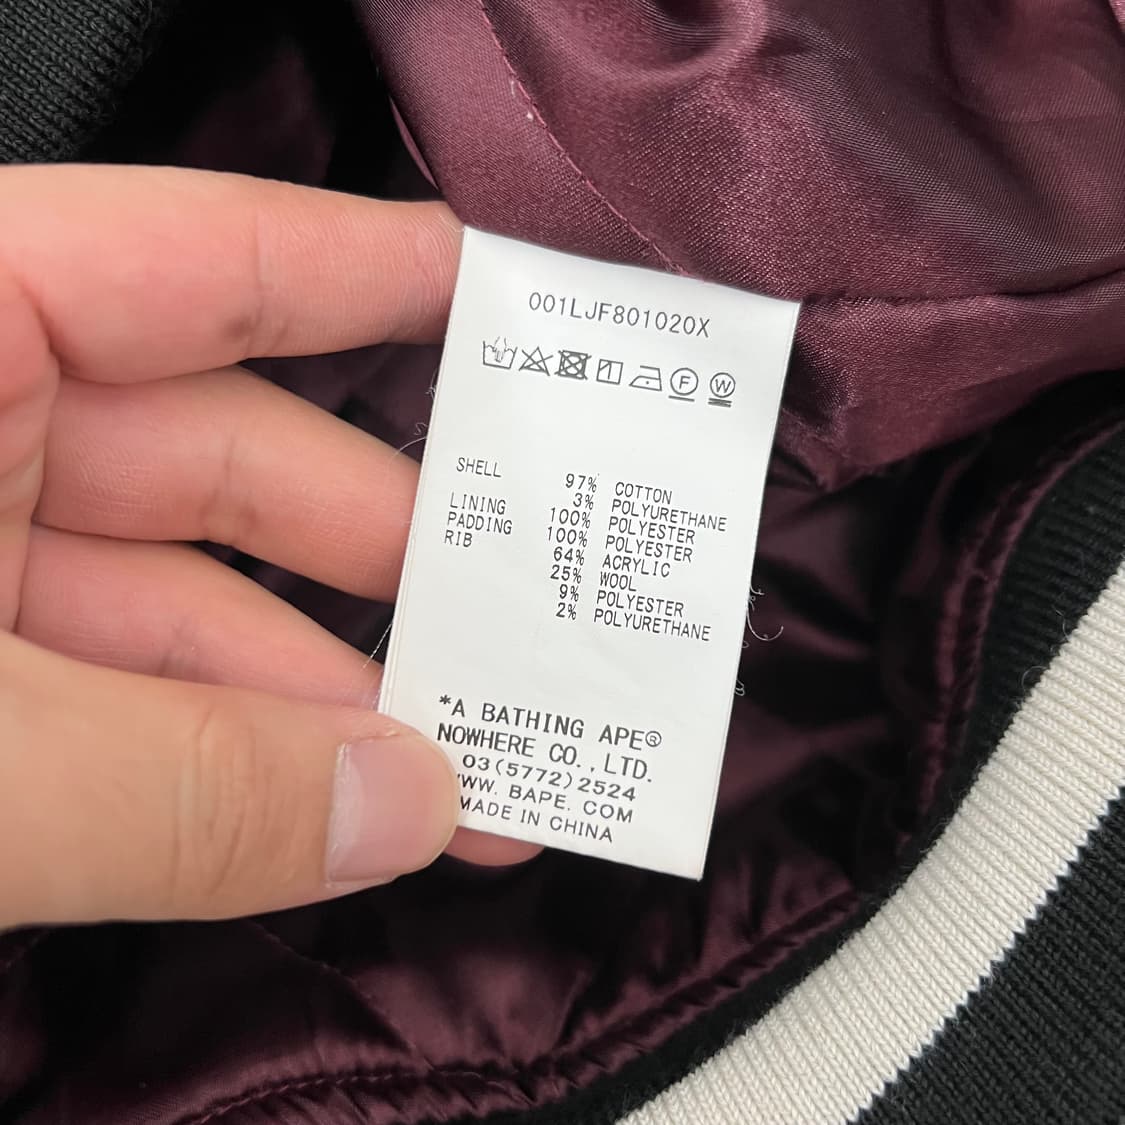 001LJF801020X
F W
SHELL 97% COTTON
3% POLYURETHANE
LINING 100% POLYESTER
PADDING 100% POLYESTER
RIB 64% ACRYLIC
25% WOOL
9% POLYESTER
2% POLYURETHANE
*A BATHING APE®
NOWHERE CO.,LTD.
03(5772)2524
WW. BAPE. COM
MADE IN CHINA